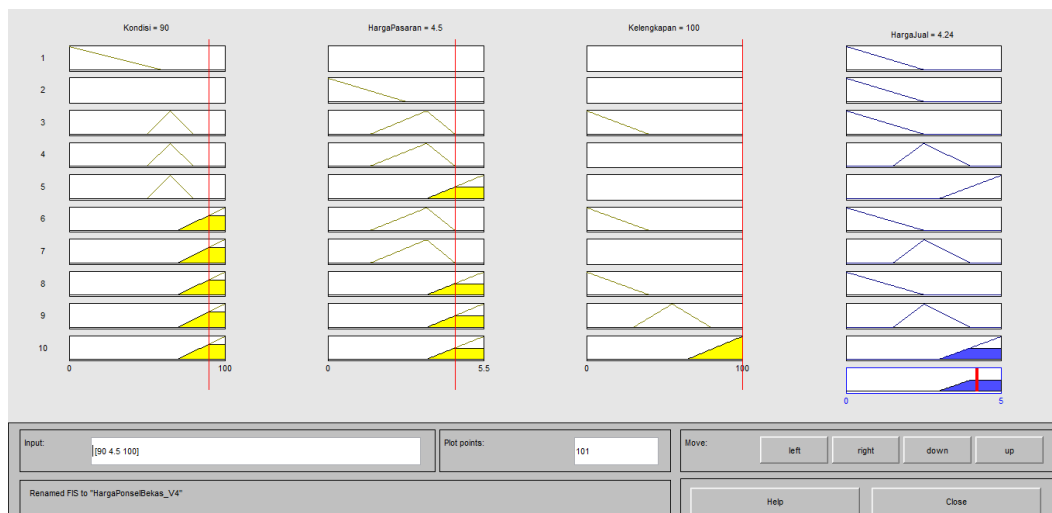 Kondisi = 90
HargaPasaran = 4.5
Kelengkapan = 100
HargaJual = 4.24
1
2
3
4
5
6
7
8
9
10
0
100
0
5.5
0
100
0
5
Input:
[90 4.5 100]
Plot points:
101
Move:
left
right
down
up
Renamed FIS to "HargaPonselBekas_V4"
Help
Close